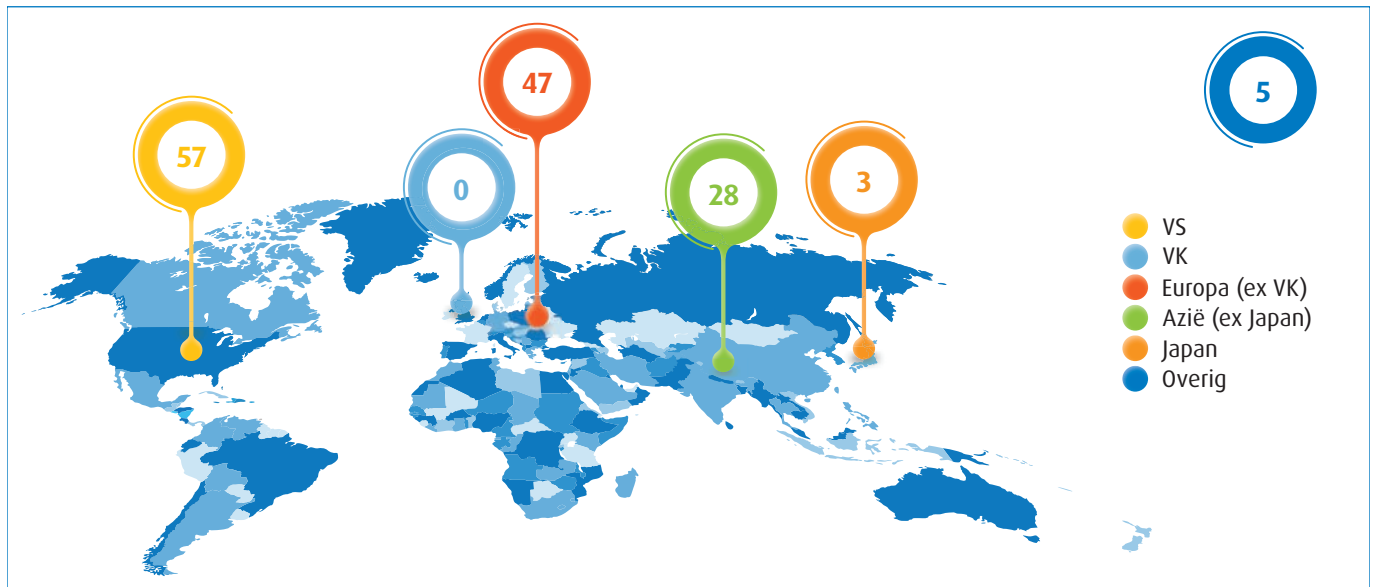 47
5
57
0
28
3
VS
VK
Europa (ex VK)
Azië (ex Japan)
Japan
Overig